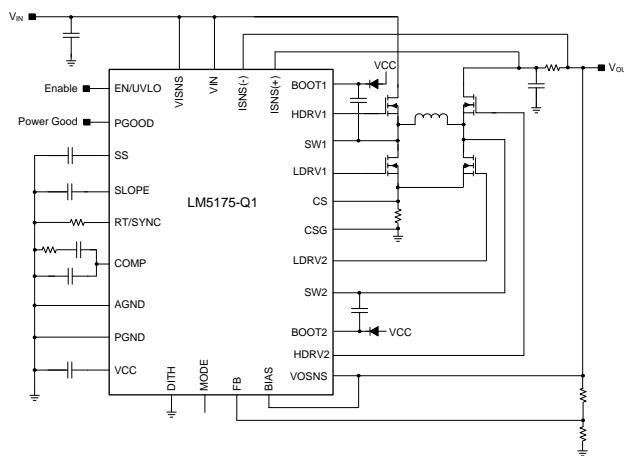 VIN
VOU
VISNS
VIN
ISNS(-)
ISNS(+)
VCC
Enable
EN/UVLO
BOOT1
Power Good
PGOOD
HDRV1
SS
SW1
SLOPE
LDRV1
LM5175-Q1
RT/SYNC
CS
CSG
COMP
LDRV2
AGND
SW2
PGND
BOOT2
VCC
HDRV2
VCC
VOSNS
DITH
MODE
FB
BIAS